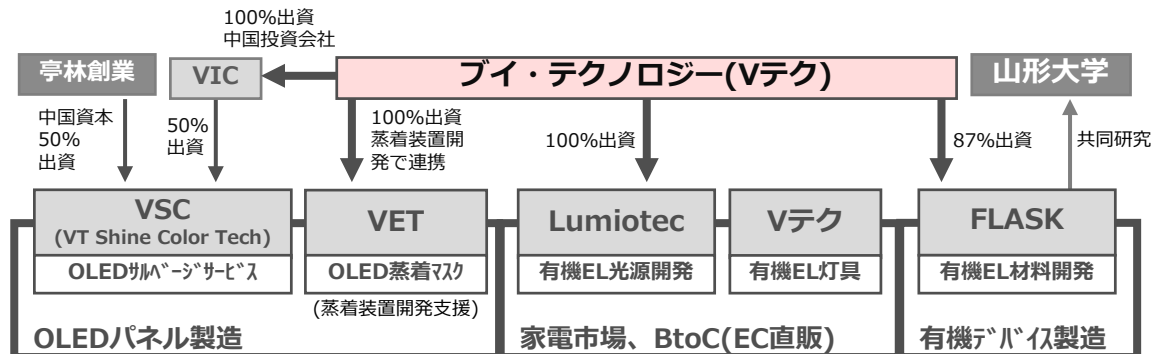 100%出資
中国投資会社
亭林創業
VIC
ブイ・テクノロジー(Vテク)
山形大学
中国資本
50%
出資
50%
出資
100%出資
蒸着装置開
発で連携
100%出資
87%出資
共同研究
VSC
(VT Shine Color Tech)
OLEDｻﾙﾍﾞｰｼﾞｻｰﾋﾞｽ
VET
OLED蒸着ﾏｽｸ
(蒸着装置開発支援)
Lumiotec
有機EL光源開発
Vテク
有機EL灯具
FLASK
有機EL材料開発
OLEDパネル製造
家電市場、BtoC(EC直販)
有機ﾃﾞﾊﾞｲｽ製造